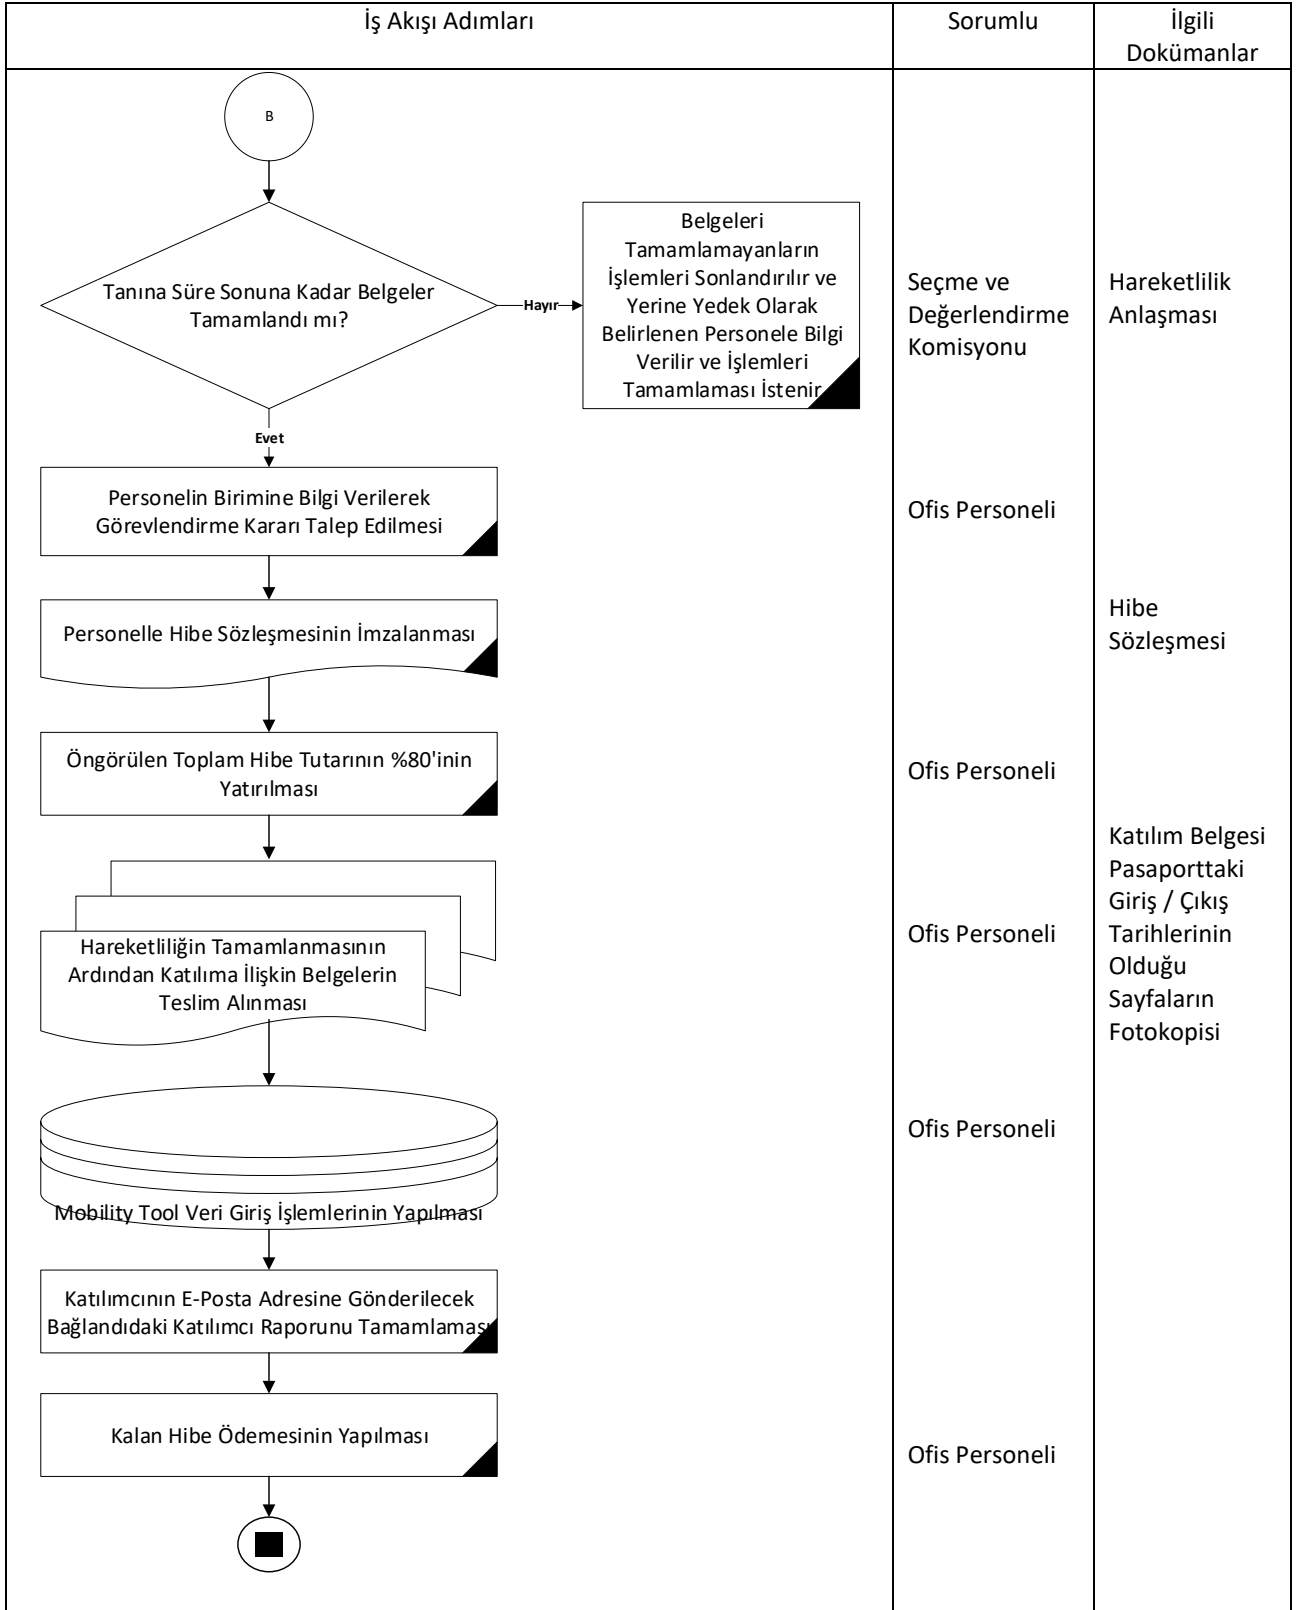 İş Akışı Adımları
Sorumlu
İlgili
Dokümanlar
B
Tanına Süre Sonuna Kadar Belgeler
Tamamlandı mı?
Hayır
Belgeleri
Tamamlamayanların
İşlemleri Sonlandırılır ve
Yerine Yedek Olarak
Belirlenen Personele Bilgi
Verilir ve İşlemleri
Tamamlaması İstenir
Seçme ve
Değerlendirme
Komisyonu
Hareketlilik
Anlaşması
Evet
Personelin Birimine Bilgi Verilerek
Görevlendirme Kararı Talep Edilmesi
Ofis Personeli
Personelle Hibe Sözleşmesinin İmzalanması
Hibe
Sözleşmesi
Öngörülen Toplam Hibe Tutarının %80'inin
Yatırılması
Ofis Personeli
Hareketliliğin Tamamlanmasının
Ardından Katılıma İlişkin Belgelerin
Teslim Alınması
Ofis Personeli
Katılım Belgesi
Pasaporttaki
Giriş / Çıkış
Tarihlerinin
Olduğu
Sayfaların
Fotokopisi
Mobility Tool Veri Giriş İşlemlerinin Yapılması
Ofis Personeli
Katılımcının E-Posta Adresine Gönderilecek
Bağlandıdaki Katılımcı Raporunu Tamamlaması
Kalan Hibe Ödemesinin Yapılması
Ofis Personeli